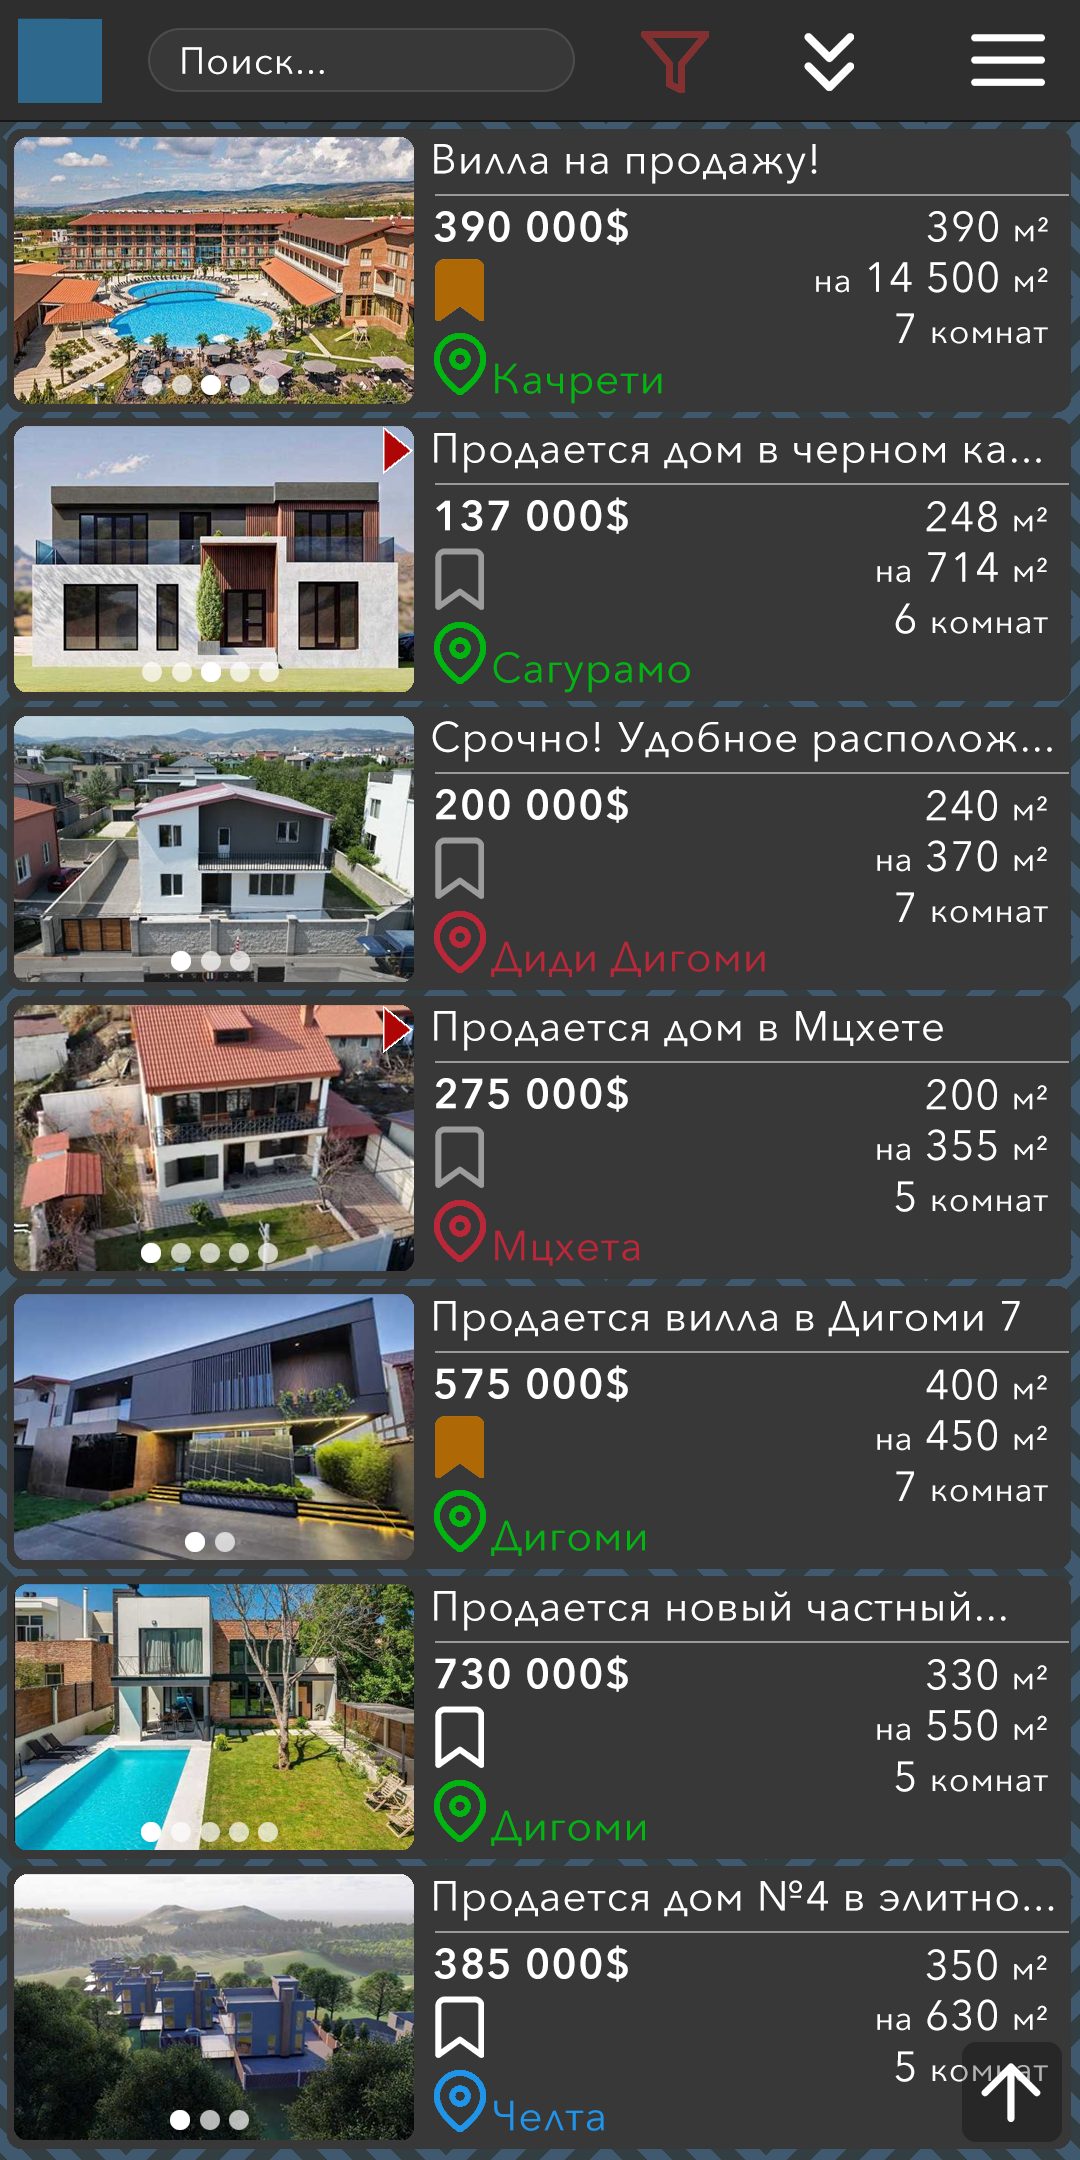 Поиск...
Вилла на продажу!
390 000$
390 м²
на 14 500 м²
7 комнат
Качрети
Продается дом в черном ка...
137 000$
248 м²
на 714 м²
6 комнат
Сагурамо
Срочно! Удобное располож...
200 000$
240 м²
на 370 м²
7 комнат
Диди Дигоми
Продается дом в Мцхете
275 000$
200 м²
на 355 м²
5 комнат
Мцхета
Продается вилла в Дигоми 7
575 000$
400 м²
на 450 м²
7 комнат
Дигоми
Продается новый частный...
730 000$
330 м²
на 550 м²
5 комнат
Дигоми
Продается дом №4 в элитно...
385 000$
350 м²
на 630 м²
5 комнат
Челта